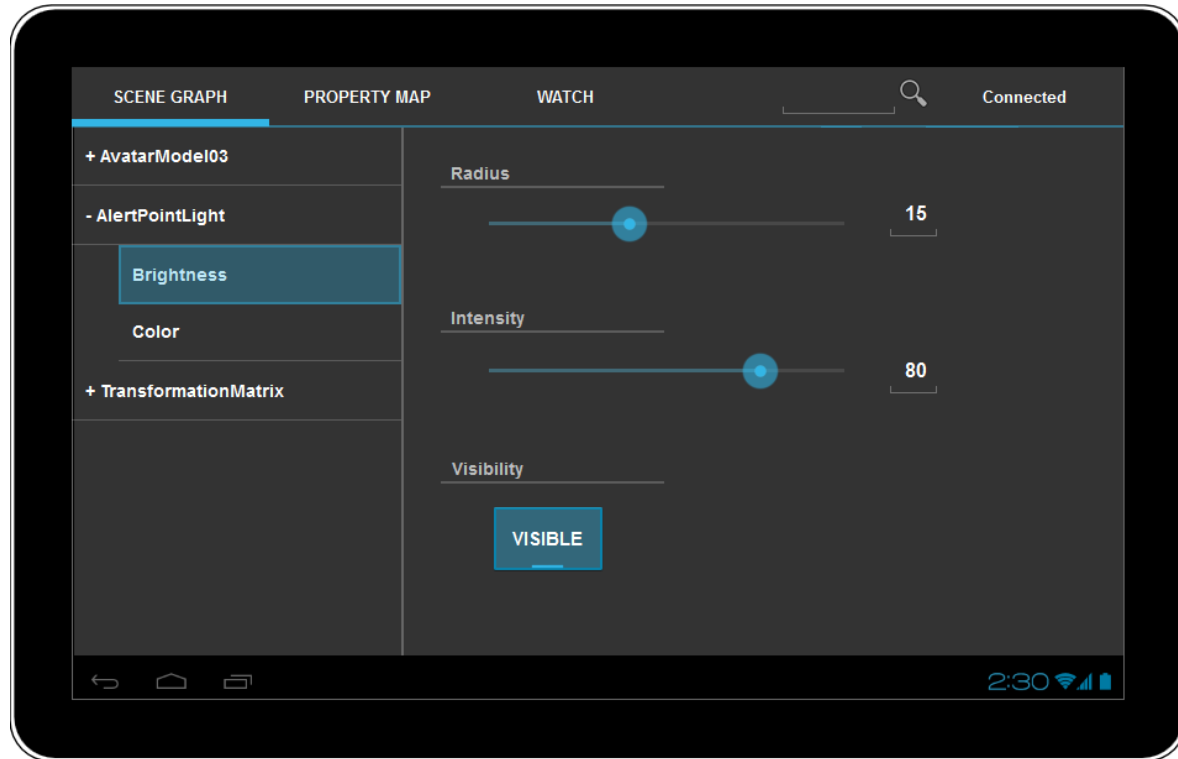 SCENE GRAPH PROPERTY MAP WATCH Connected
+ AvatarModel03
- AlertPointLight
Brightness
Color
+ TransformationMatrix
Radius
15
Intensity
80
Visibility
VISIBLE
2:30